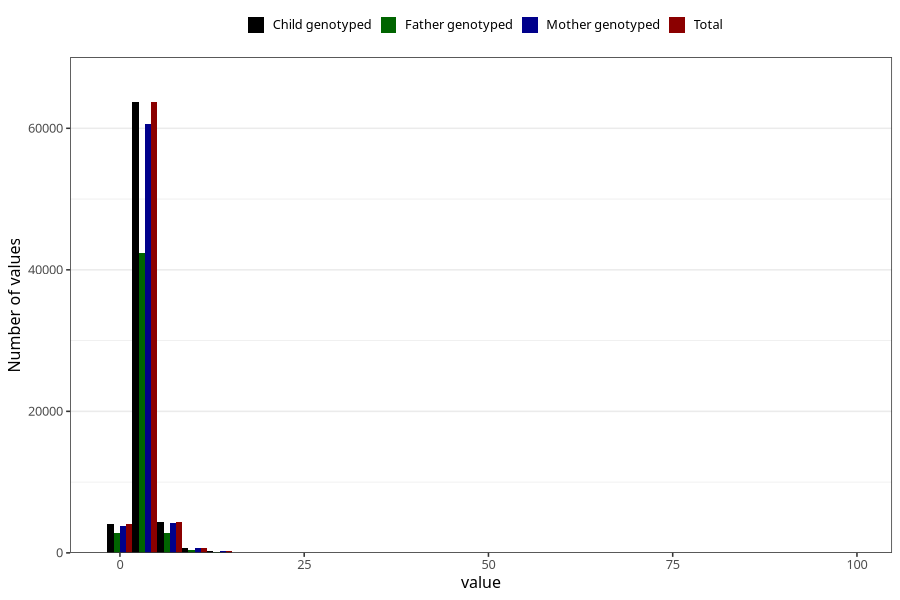 Child genotyped Father genotyped Mother genotyped Total
Number of values
60000
40000
20000
0
0 25 50 75 100
value